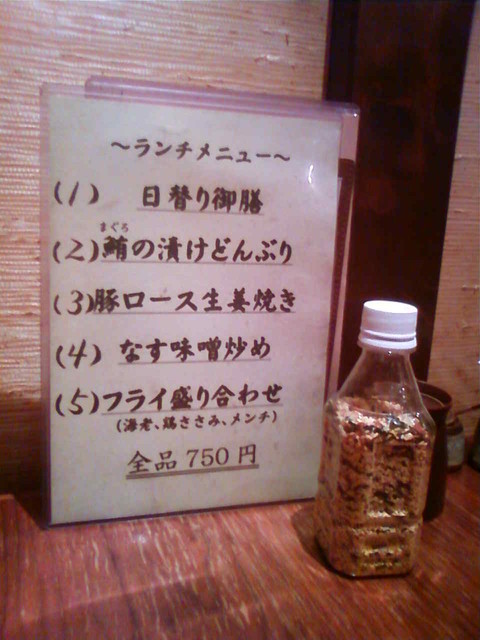 ～ランチメニュー～
(1) 日替り御膳
まぐろ
(2)鮪の漬けどんぶり
(3)豚ロース生姜焼き
(4) なす味噌炒め
(5)フライ盛り合わせ
(海老、鶏ささみ、メンチ)
全品750円